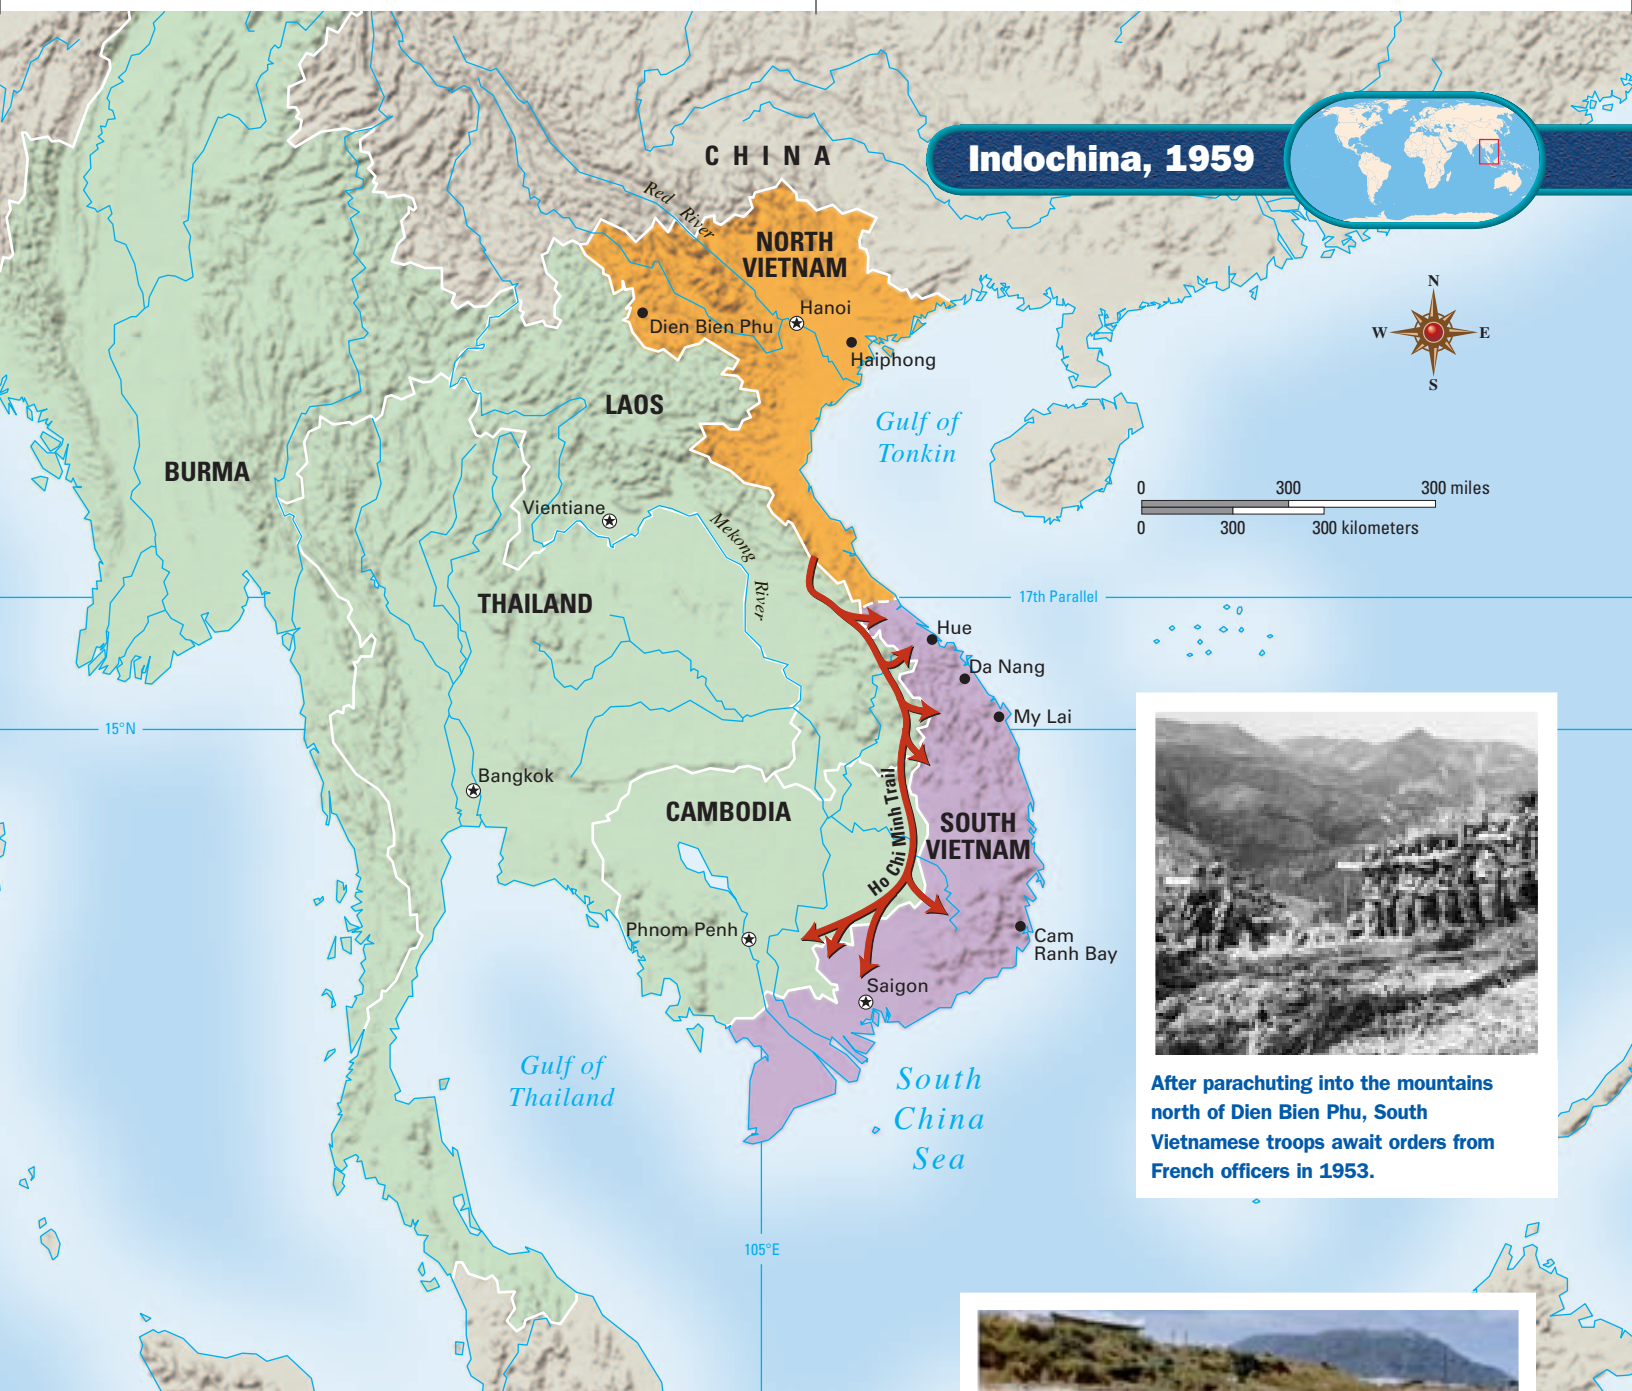 CHINA
Indochina, 1959
Red River
NORTH
VIETNAM
N
W
E
S
Hanoi
Dien Bien Phu
Haiphong
LAOS
Gulf of
Tonkin
BURMA
0 300 300 miles
0 300 300 kilometers
Vientiane
Mekong
River
THAILAND
17th Parallel
Hue
Da Nang
My Lai
15°N
Bangkok
CAMBODIA
Ho Chi Minh Trail
SOUTH
VIETNAM
Phnom Penh
Cam
Ranh Bay
Saigon
Gulf of
Thailand
South
China
Sea
After parachuting into the mountains
north of Dien Bien Phu, South
Vietnamese troops await orders from
French officers in 1953.
105°E